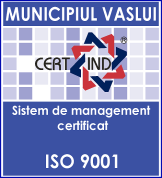 MUNICIPIUL VASLUI
CERT IND ®
Sistem de management
certificat
ISO 9001